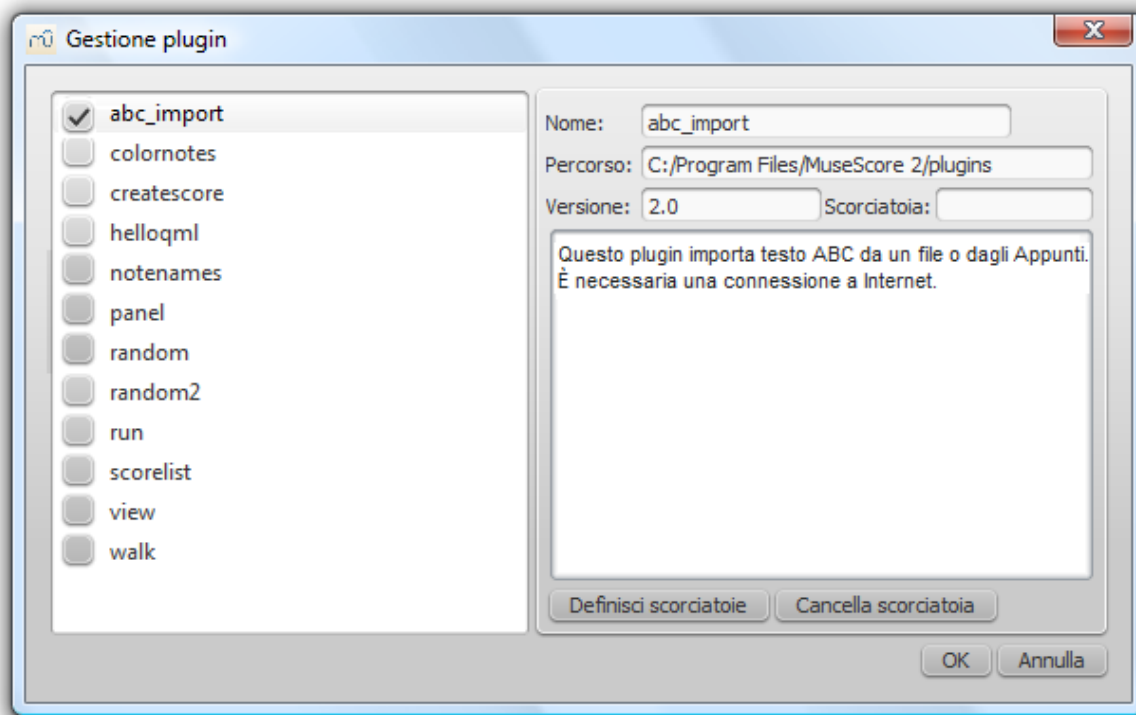 Gestione plugin
abc_import
colornotes
createscore
helloqml
notenames
panel
random
random2
run
scorelist
view
walk
Nome: abc_import
Percorso: C:/Program Files/MuseScore 2/plugins
Versione: 2.0 Scorciatoia:
Questo plugin importa testo ABC da un file o dagli Appunti.
È necessaria una connessione a Internet.
Definisci scorciatoie Cancella scorciatoia
OK Annulla